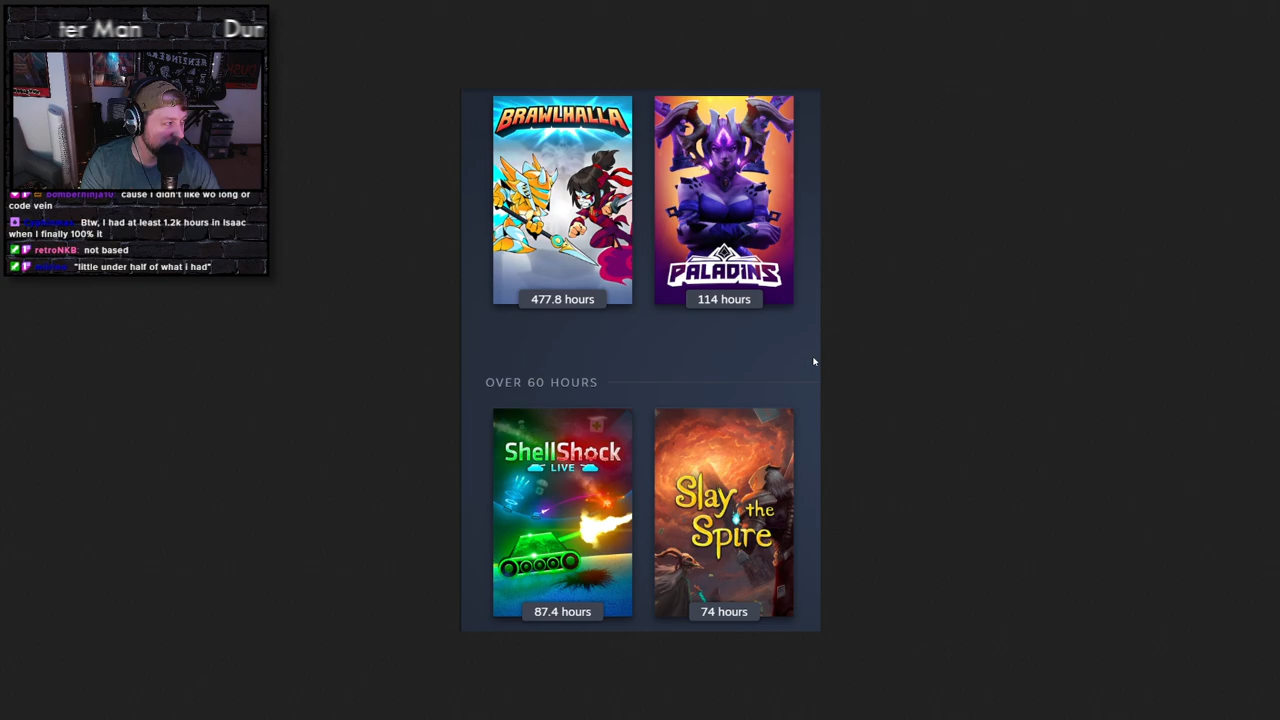 ter Man Dun
bomberninja10: cause I didn't like wo long or
code vein
Btw, I had at least 1.2k hours in Isaac
when I finally 100% it
retroNKB: not based
"little under half of what i had"
BRAWLHALLA
PALADINS
477.8 hours
114 hours
OVER 60 HOURS
ShellShock
LIVE
Slay
the
Spire
87.4 hours
74 hours